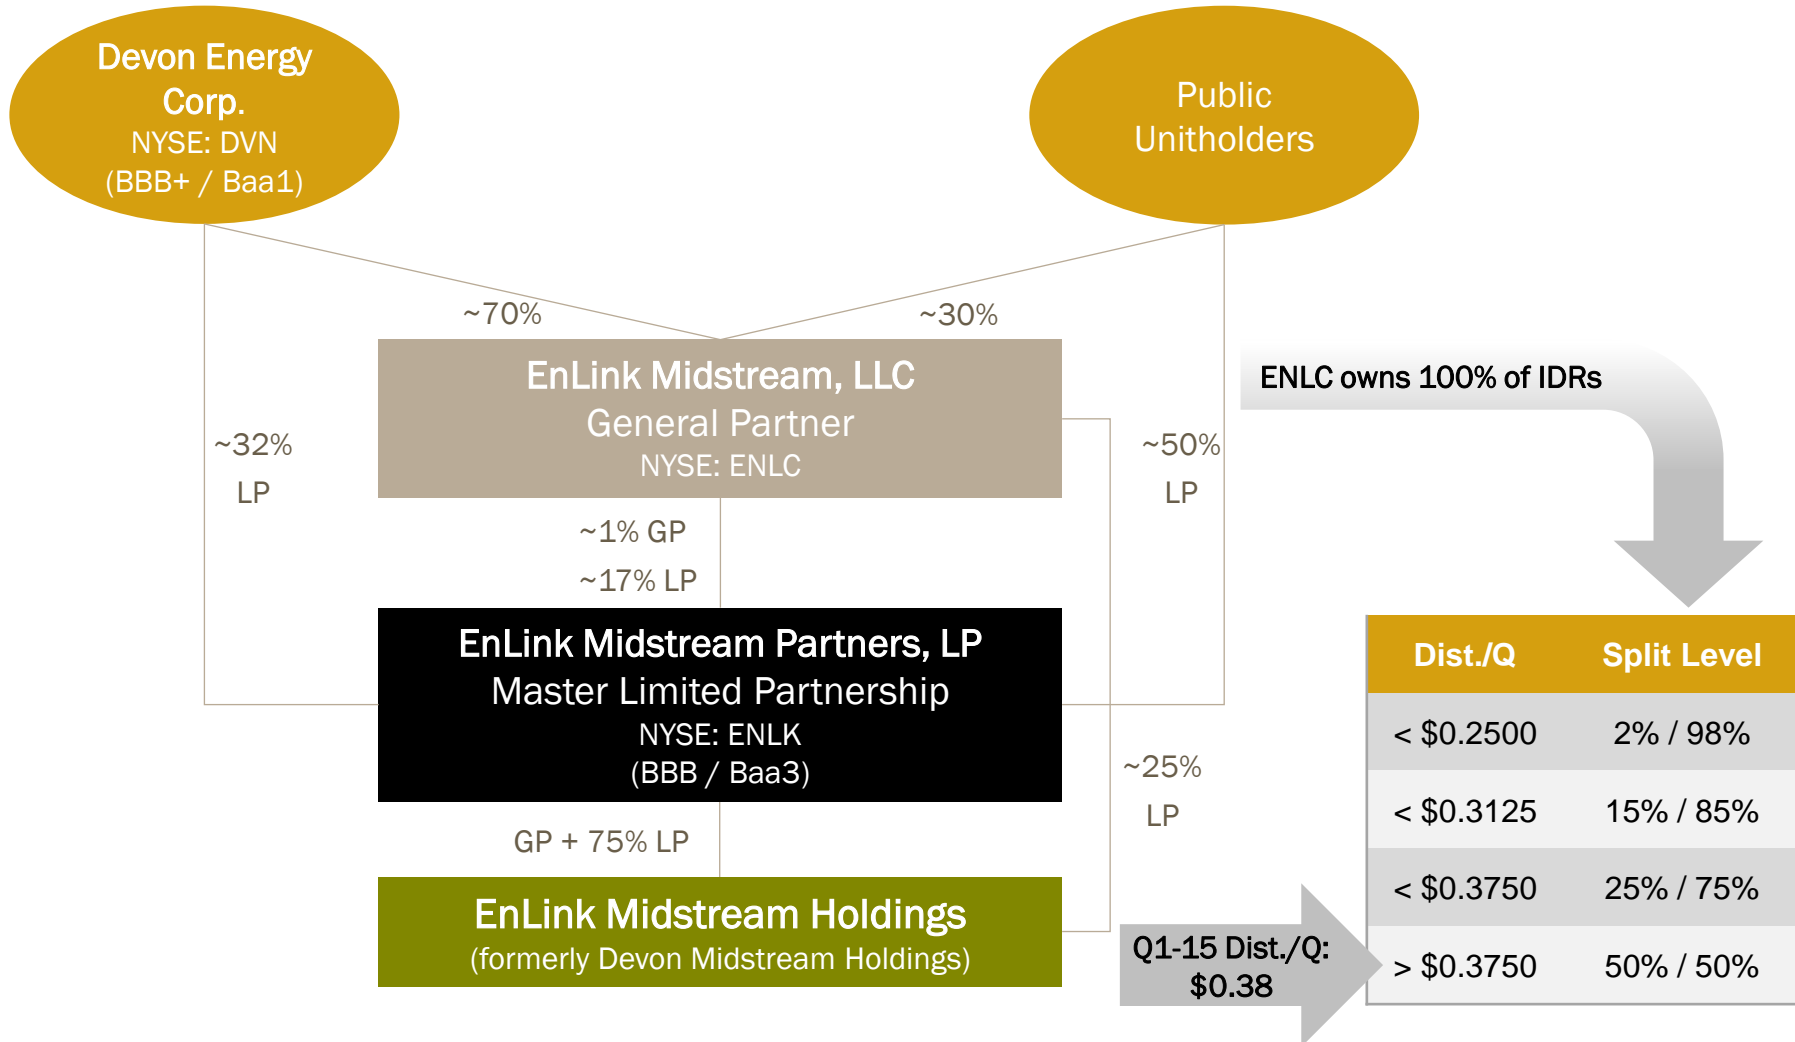 Devon Energy
Corp.
NYSE: DVN
(BBB+ / Baa1)
Public
Unitholders
~70%
~30%
EnLink Midstream, LLC
General Partner
NYSE: ENLC
ENLC owns 100% of IDRs
~32%
LP
~50%
LP
~1% GP
~17% LP
EnLink Midstream Partners, LP
Master Limited Partnership
NYSE: ENLK
(BBB / Baa3)
~25%
LP
GP + 75% LP
EnLink Midstream Holdings
(formerly Devon Midstream Holdings)
Q1-15 Dist./Q:
$0.38
Dist./Q Split Level
< $0.2500 2% / 98%
< $0.3125 15% / 85%
< $0.3750 25% / 75%
> $0.3750 50% / 50%